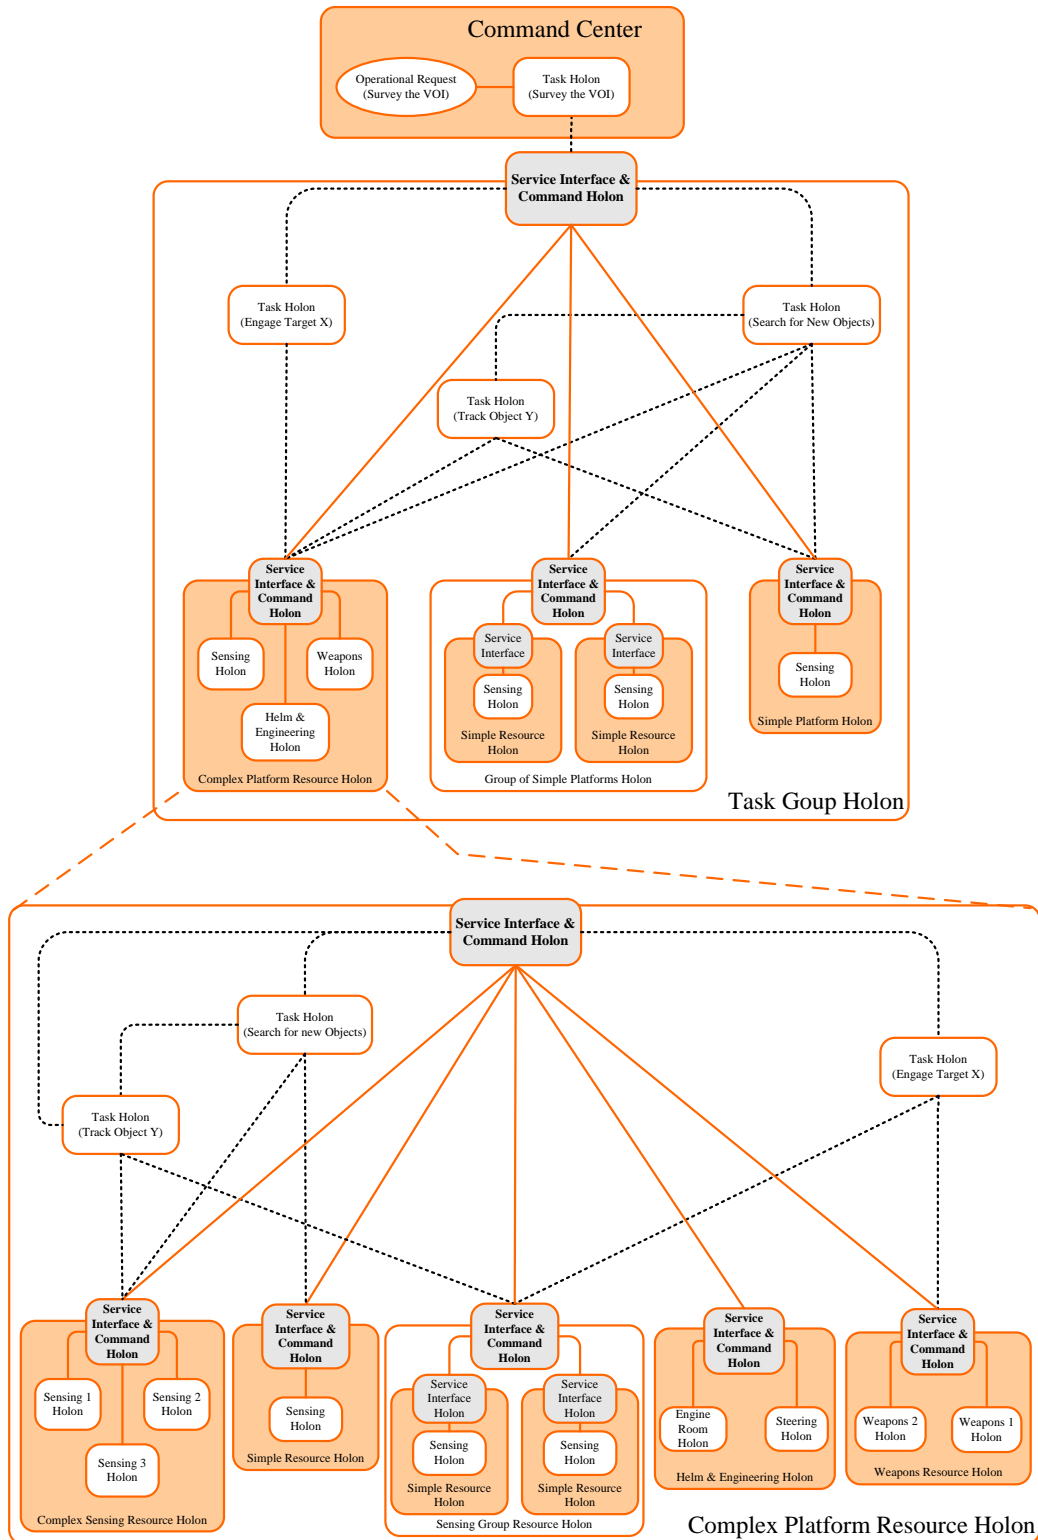 Command Center
Operational Request
(Survey the VOI)
Task Holon
(Survey the VOI)
Service Interface &
Command Holon
Task Holon
(Engage Target X)
Task Holon
(Search for New Objects)
Task Holon
(Track Object Y)
Service
Interface &
Command
Holon
Sensing
Holon
Weapons
Holon
Helm &
Engineering
Holon
Complex Platform Resource Holon
Service
Interface &
Command
Holon
Service
Interface
Sensing
Holon
Simple Resource
Holon
Service
Interface
Sensing
Holon
Simple Resource
Holon
Group of Simple Platforms Holon
Service
Interface &
Command
Holon
Sensing
Holon
Simple Platform Holon
Task Goup Holon
Service Interface &
Command Holon
Task Holon
(Search for new Objects)
Task Holon
(Engage Target X)
Task Holon
(Track Object Y)
Service
Interface &
Command
Holon
Sensing 1
Holon
Sensing 2
Holon
Sensing 3
Holon
Complex Sensing Resource Holon
Service
Interface &
Command
Holon
Sensing
Holon
Simple Resource Holon
Service
Interface &
Command
Holon
Service
Interface
Holon
Sensing
Holon
Simple Resource
Holon
Service
Interface
Holon
Sensing
Holon
Simple Resource
Holon
Sensing Group Resource Holon
Service
Interface &
Command
Holon
Engine
Room
Holon
Steering
Holon
Helm & Engineering Holon
Service
Interface &
Command
Holon
Weapons 2
Holon
Weapons 1
Holon
Weapons Resource Holon
Complex Platform Resource Holon